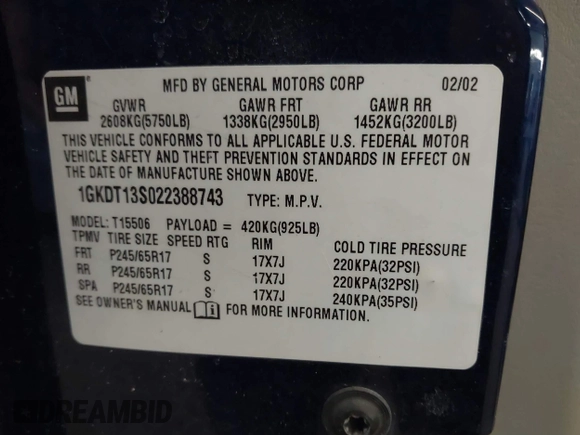 GM
MFD BY GENERAL MOTORS CORP 02/02
GVWR GAWR FRT GAWR RR
2608KG(5750LB) 1338KG(2950LB) 1452KG(3200LB)
THIS VEHICLE CONFORMS TO ALL APPLICABLE U.S. FEDERAL MOTOR
VEHICLE SAFETY AND THEFT PREVENTION STANDARDS IN EFFECT ON
THE DATE OF MANUFACTURE SHOWN ABOVE.
1GKDT13S022388743 TYPE: M.P.V.
MODEL: T15506 PAYLOAD = 420KG(925LB)
TPMV TIRE SIZE SPEED RTG RIM COLD TIRE PRESSURE
FRT P245/65R17 S 17X7J 220KPA(32PSI)
RR P245/65R17 S 17X7J 220KPA(32PSI)
SPA P245/65R17 S 17X7J 240KPA(35PSI)
SEE OWNER'S MANUAL FOR MORE INFORMATION.
DREAMBID